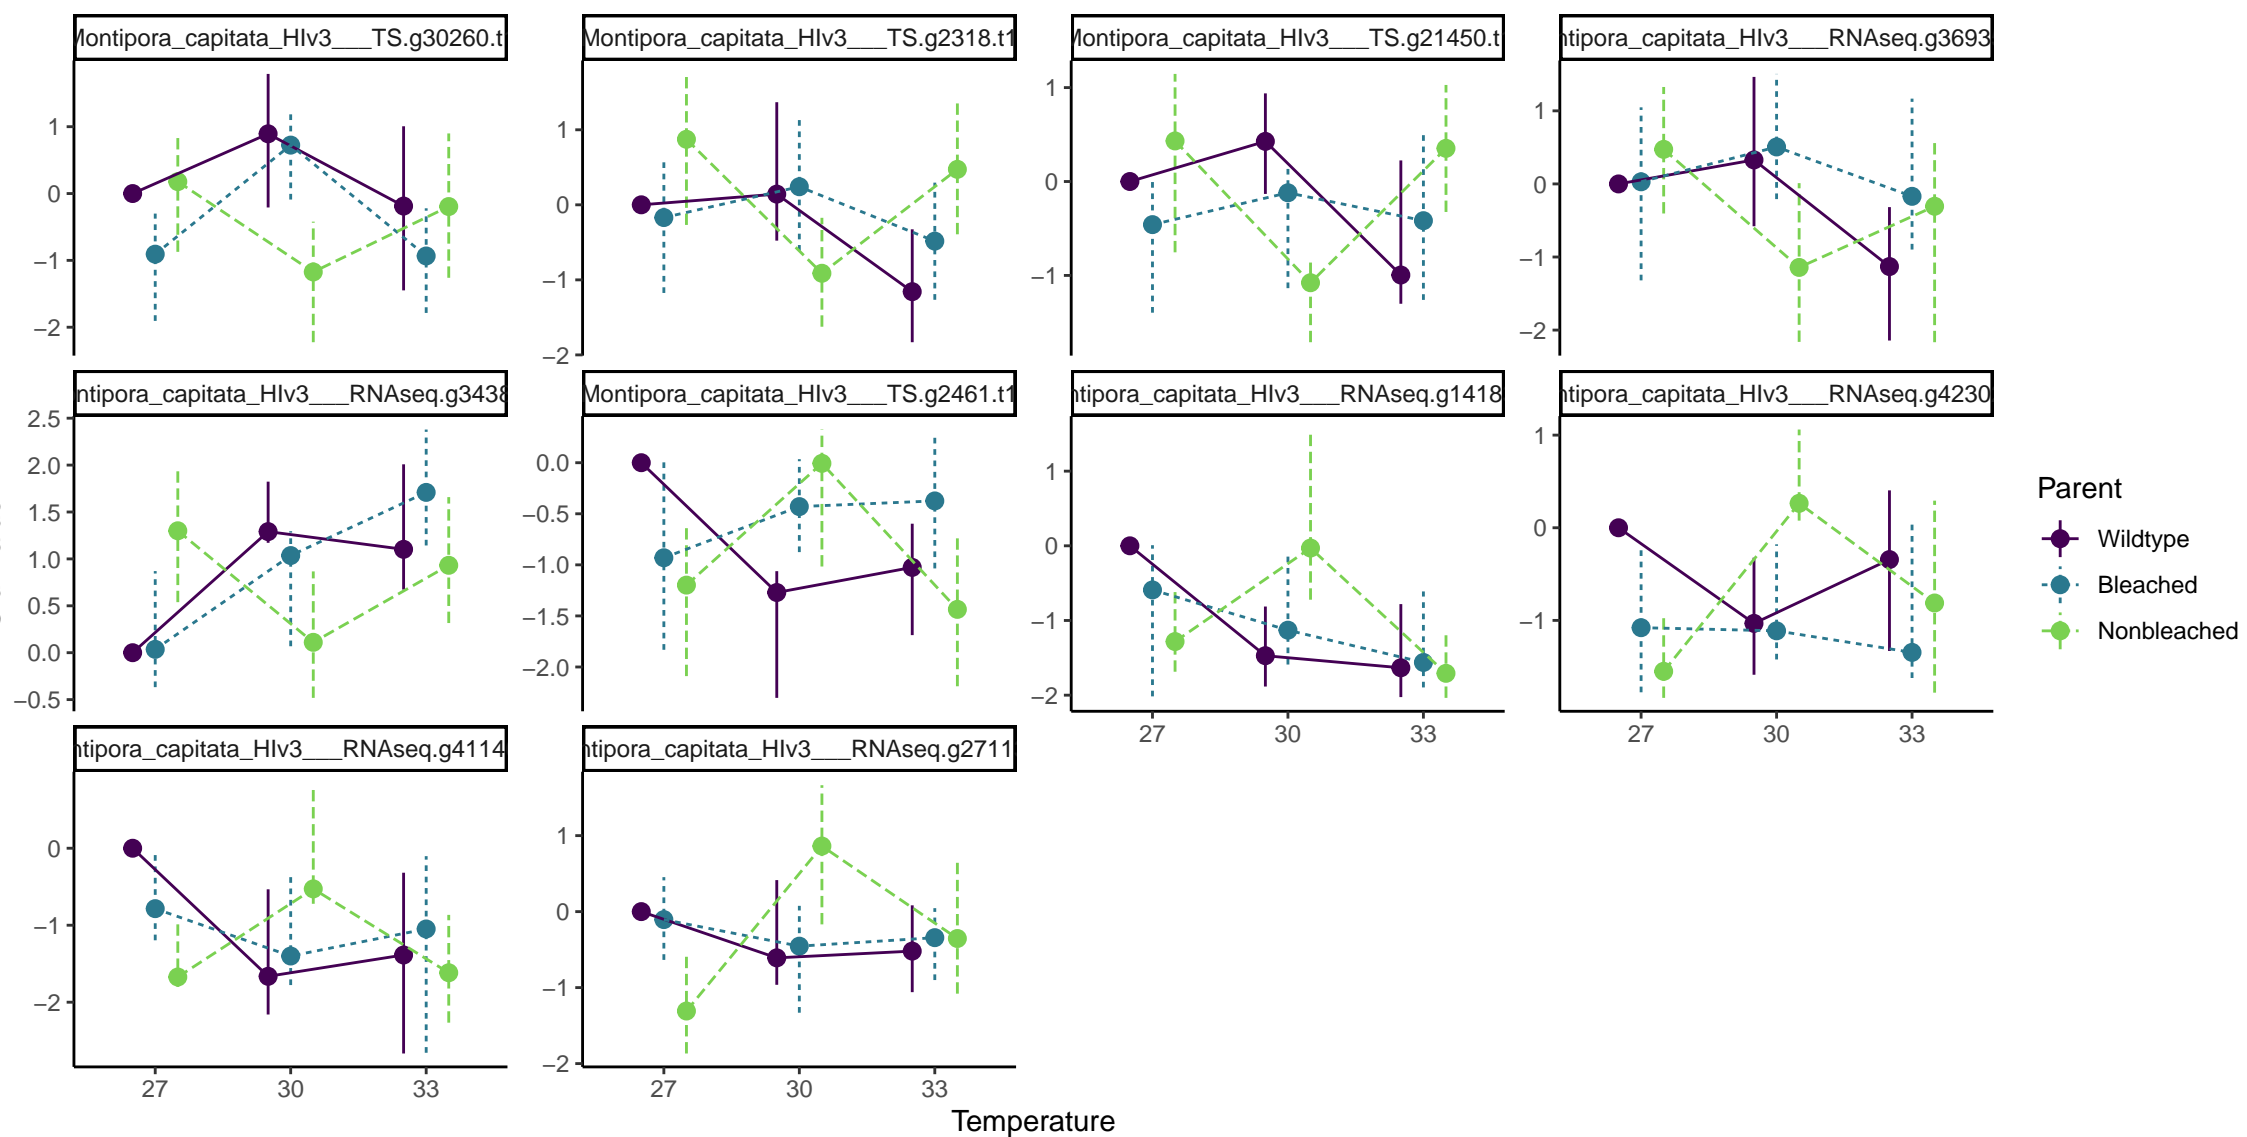 Montipora_capitata_HIv3___TS.g30260.t
Montipora_capitata_HIv3___TS.g2318.t1
Montipora_capitata_HIv3___TS.g21450.t
ntipora_capitata_HIv3___RNAseq.g3693
1
0
−1
−2
1
0
−1
−2
1
0
−1
1
0
−1
−2
ntipora_capitata_HIv3___RNAseq.g3438
Montipora_capitata_HIv3___TS.g2461.t1
ntipora_capitata_HIv3___RNAseq.g1418
ntipora_capitata_HIv3___RNAseq.g4230
2.5
2.0
1.5
1.0
0.5
0.0
−0.5
0.0
−0.5
−1.0
−1.5
−2.0
1
0
−1
−2
1
0
−1
27 30 33
27 30 33
Parent
Wildtype
Bleached
Nonbleached
ntipora_capitata_HIv3___RNAseq.g4114
ntipora_capitata_HIv3___RNAseq.g2711
0
−1
−2
1
0
−1
−2
27 30 33
27 30 33
Temperature